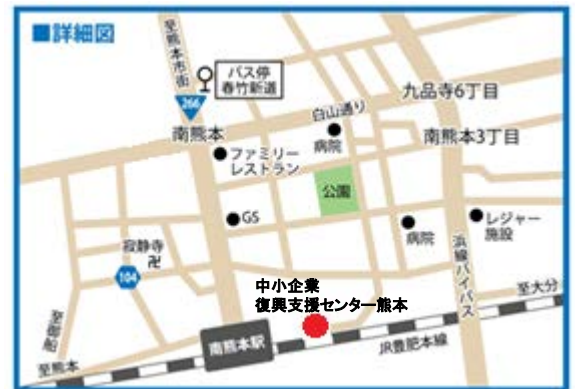 ■詳細図
至熊本市街
バス停
春竹新道
266
南熊本
白山通り
九品寺6丁目
病院
南熊本3丁目
ファミリー
レストラン
公園
GS
病院
レジャー
施設
寂静寺
104
浜線バイパス
中小企業
復興支援センター熊本
至大分
至御船
南熊本駅
至熊本
JR豊肥本線